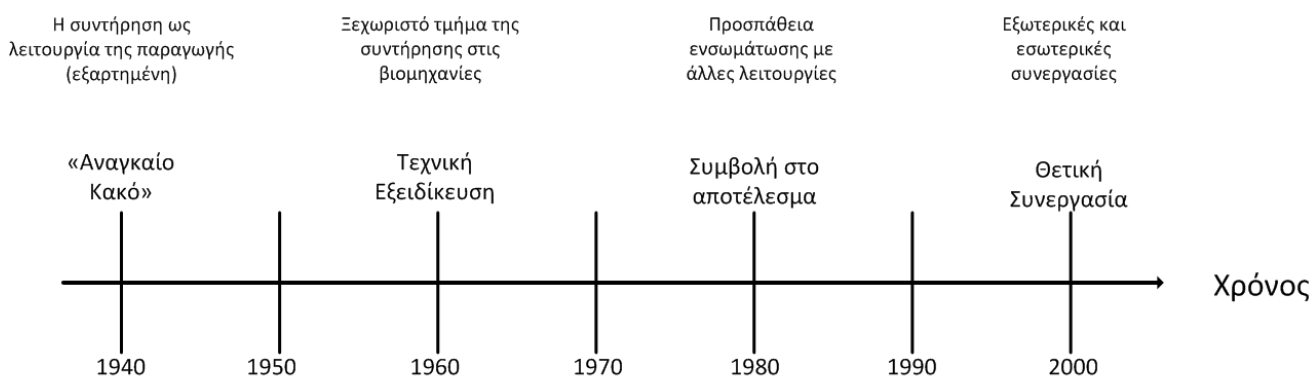 Η συντήρηση ως
λειτουργία της παραγωγής
(εξαρτημένη)
Ξεχωριστό τμήμα της
συντήρησης στις
βιομηχανίες
Προσπάθεια
ενσωμάτωσης με
άλλες λειτουργίες
Εξωτερικές και
εσωτερικές
συνεργασίες
«Αναγκαίο
Κακό»
Τεχνική
Εξειδίκευση
Συμβολή στο
αποτέλεσμα
Θετική
Συνεργασία
Χρόνος
1940
1950
1960
1970
1980
1990
2000